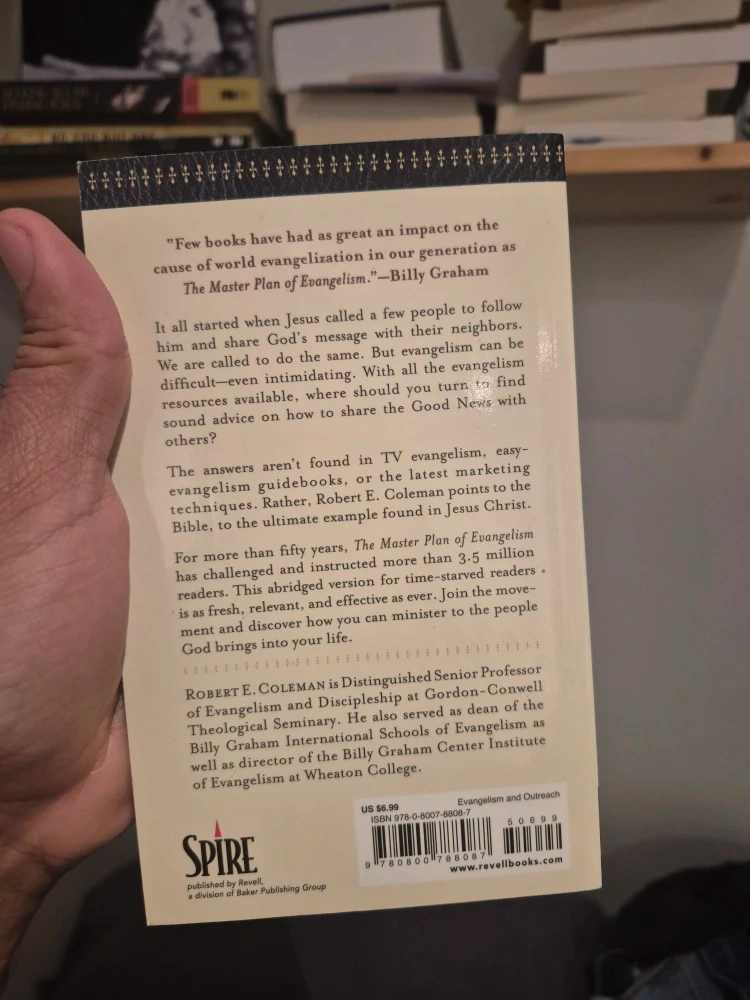 "Few books have had as great an impact on the
cause of world evangelization in our generation as
The Master Plan of Evangelism."—Billy Graham
It all started when Jesus called a few people to follow
him and share God's message with their neighbors.
We are called to do the same. But evangelism can be
difficult—even intimidating. With all the evangelism
resources available, where should you turn to find
sound advice on how to share the Good News with
others?
The answers aren't found in TV evangelism, easy-
evangelism guidebooks, or the latest marketing
techniques. Rather, Robert E. Coleman points to the
Bible, to the ultimate example found in Jesus Christ.
For more than fifty years, The Master Plan of Evangelism
has challenged and instructed more than 3.5 million
readers. This abridged version for time-starved readers
is as fresh, relevant, and effective as ever. Join the move-
ment and discover how you can minister to the people
God brings into your life.
ROBERT E. COLEMAN is Distinguished Senior Professor
of Evangelism and Discipleship at Gordon-Conwell
Theological Seminary. He also served as dean of the
Billy Graham International Schools of Evangelism as
well as director of the Billy Graham Center Institute
of Evangelism at Wheaton College.
SPIRE
published by Revell,
a division of Baker Publishing Group
US $6.99 Evangelism and Outreach
ISBN 978-0-8007-8808-7
50699
9 780800 788087
www.revellbooks.com